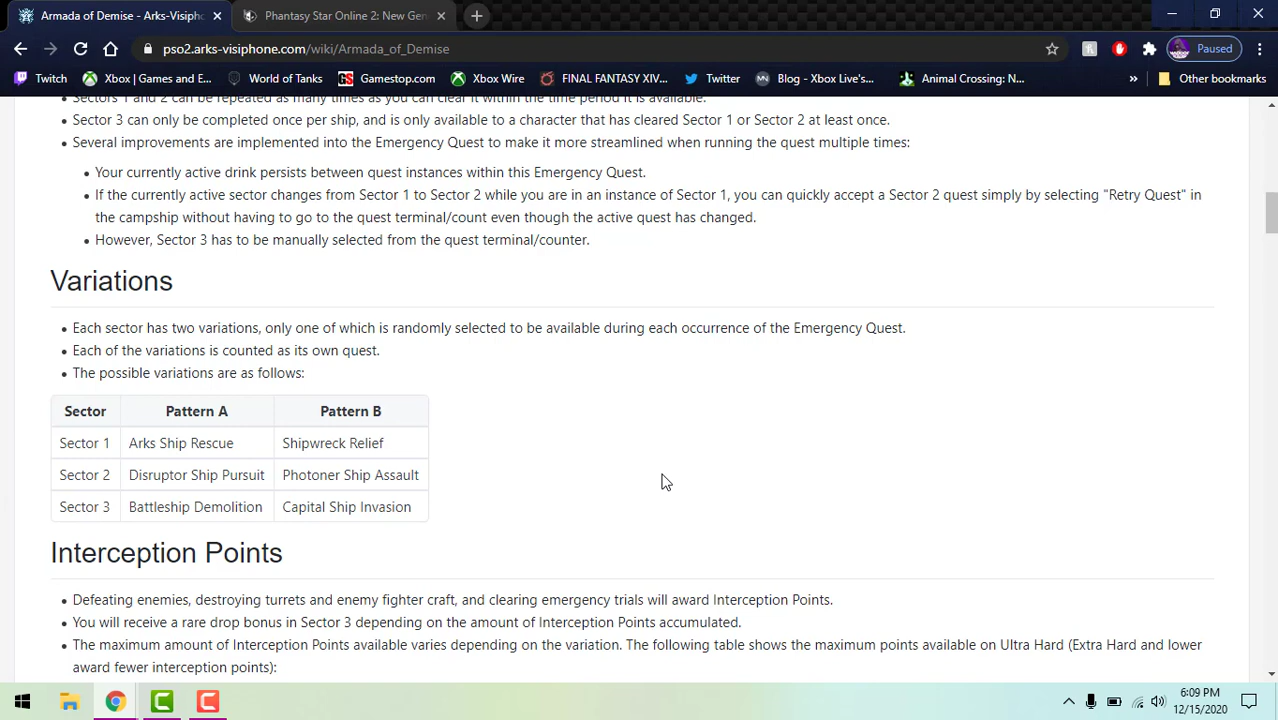 Armada of Demise - Arks-Visipho
Phantasy Star Online 2: New Gen
pso2.arks-visiphone.com/wiki/Armada_of_Demise
Paused
Twitch
Xbox | Games and E...
World of Tanks
GS
Gamestop.com
Xbox Wire
FINAL FANTASY XIV...
Twitter
Blog - Xbox Live's...
Animal Crossing: N...
»
Other bookmarks
Sectors 1 and 2 can be repeated as many times as you can clear it within the time period it is available.
Sector 3 can only be completed once per ship, and is only available to a character that has cleared Sector 1 or Sector 2 at least once.
Several improvements are implemented into the Emergency Quest to make it more streamlined when running the quest multiple times:
Your currently active drink persists between quest instances within this Emergency Quest.
If the currently active sector changes from Sector 1 to Sector 2 while you are in an instance of Sector 1, you can quickly accept a Sector 2 quest simply by selecting "Retry Quest" in
the campship without having to go to the quest terminal/count even though the active quest has changed.
However, Sector 3 has to be manually selected from the quest terminal/counter.
Variations
Each sector has two variations, only one of which is randomly selected to be available during each occurrence of the Emergency Quest.
Each of the variations is counted as its own quest.
The possible variations are as follows:
Sector Pattern A Pattern B
Sector 1 Arks Ship Rescue Shipwreck Relief
Sector 2 Disruptor Ship Pursuit Photoner Ship Assault
Sector 3 Battleship Demolition Capital Ship Invasion
Interception Points
Defeating enemies, destroying turrets and enemy fighter craft, and clearing emergency trials will award Interception Points.
You will receive a rare drop bonus in Sector 3 depending on the amount of Interception Points accumulated.
The maximum amount of Interception Points available varies depending on the variation. The following table shows the maximum points available on Ultra Hard (Extra Hard and lower
award fewer interception points):
6:09 PM
12/15/2020